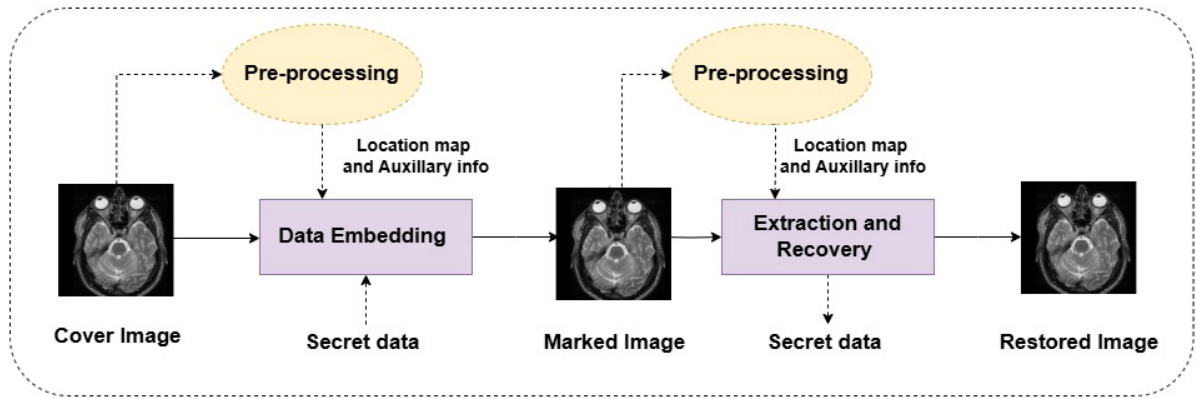 Pre-processing
Pre-processing
Location map
and Auxillary info
Location map
and Auxillary info
Data Embedding
Extraction and
Recovery
Cover Image
Secret data
Marked Image
Secret data
Restored Image